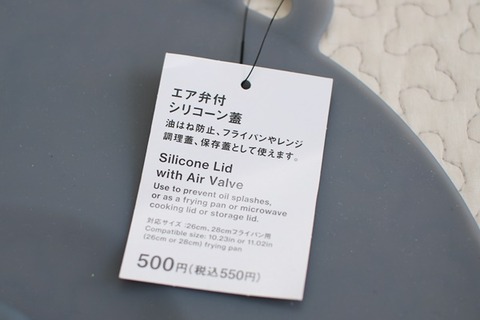 エア弁付
シリコーン蓋
油はね防止、フライパンやレンジ
調理蓋、保存蓋として使えます。
Silicone Lid
with Air Valve
Use to prevent oil splashes,
or as a frying pan or microwave
cooking lid or storage lid.
対応サイズ:26cm、28cmフライパン用
Compatible size: 10.23in or 11.02in
(26cm or 28cm) frying pan
500円(税込550円)